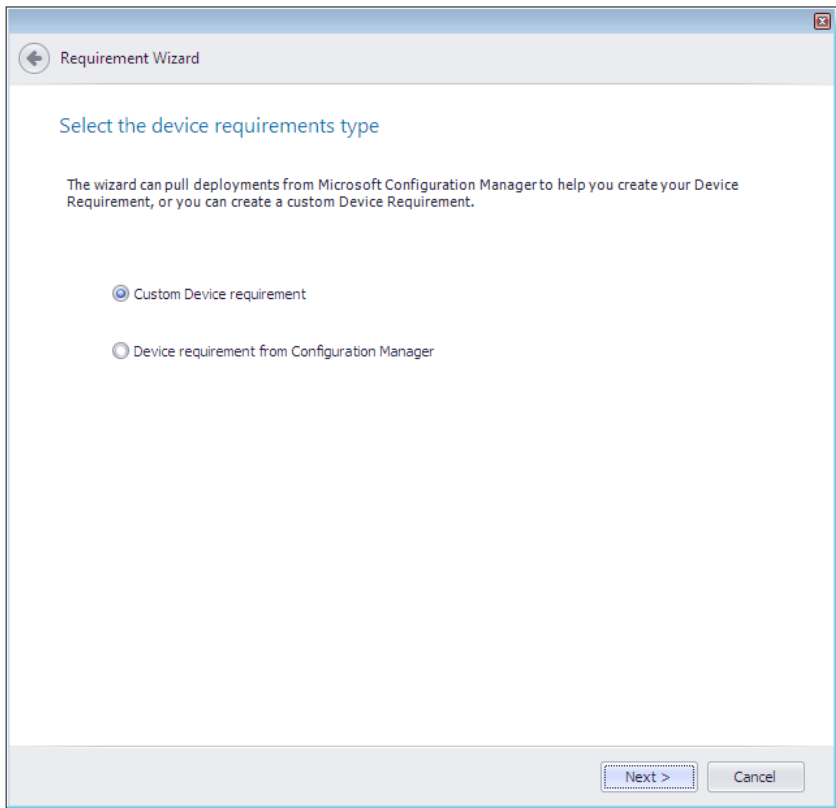 Requirement Wizard
Select the device requirements type
The wizard can pull deployments from Microsoft Configuration Manager to help you create your Device
Requirement, or you can create a custom Device Requirement.
Custom Device requirement
Device requirement from Configuration Manager
Next >
Cancel